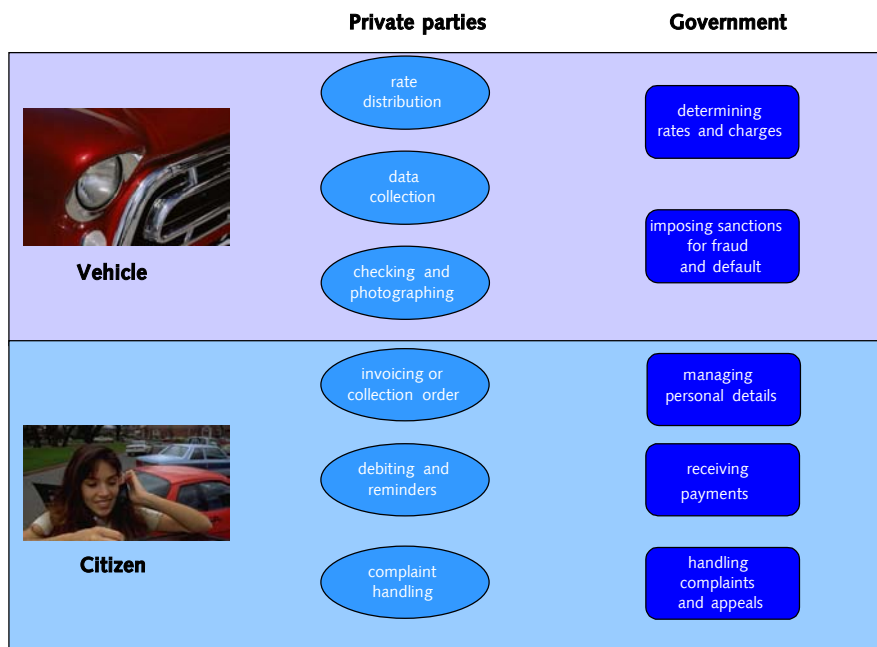 Private parties
Government
rate
distribution
determining
rates and charges
data
collection
imposing sanctions
for fraud
and default
Vehicle
checking and
photographing
invoicing or
collection order
managing
personal details
debiting and
reminders
receiving
payments
Citizen
complaint
handling
handling
complaints
and appeals